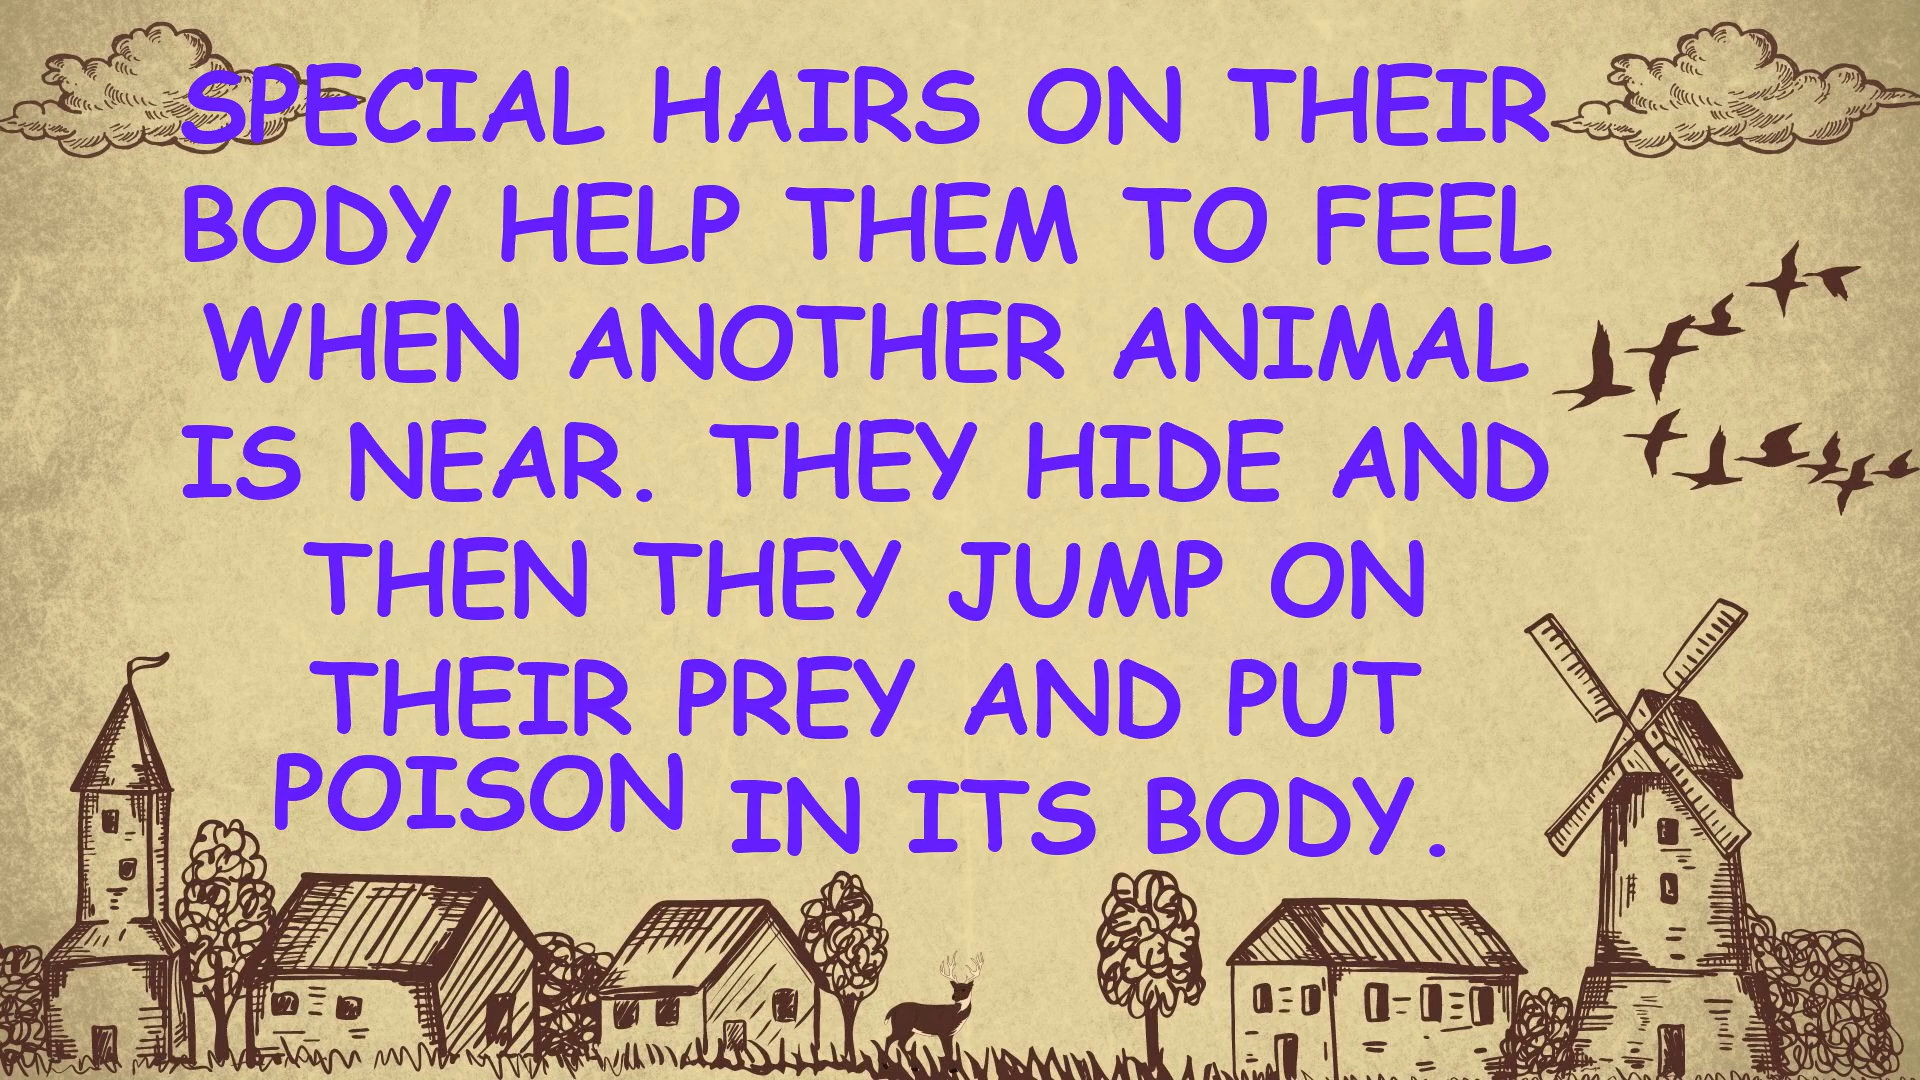 SPECIAL HAIRS ON THEIR
BODY HELP THEM TO FEEL
WHEN ANOTHER ANIMAL
IS NEAR. THEY HIDE AND
THEN THEY JUMP ON
THEIR PREY AND PUT
POISON IN ITS BODY.